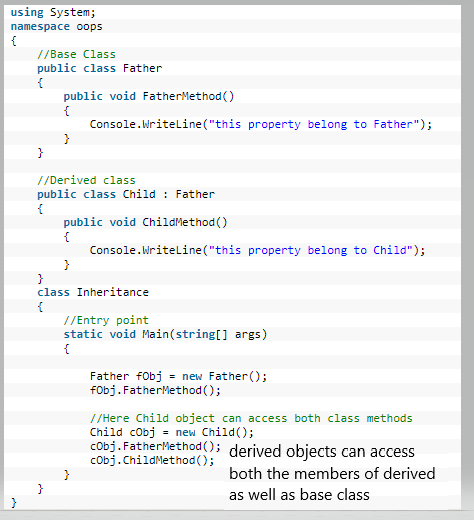 using System;
namespace oops
{
//Base Class
public class Father
{
public void FatherMethod()
{
Console.WriteLine("this property belong to Father");
}
}
//Derived class
public class Child : Father
{
public void ChildMethod()
{
Console.WriteLine("this property belong to Child");
}
}
class Inheritance
{
//Entry point
static void Main(string[] args)
{
Father fObj = new Father();
fObj.FatherMethod();
//Here Child object can access both class methods
Child cObj = new Child();
cObj.FatherMethod();
cObj.ChildMethod();
derived objects can access
both the members of derived
as well as base class
}
}
}